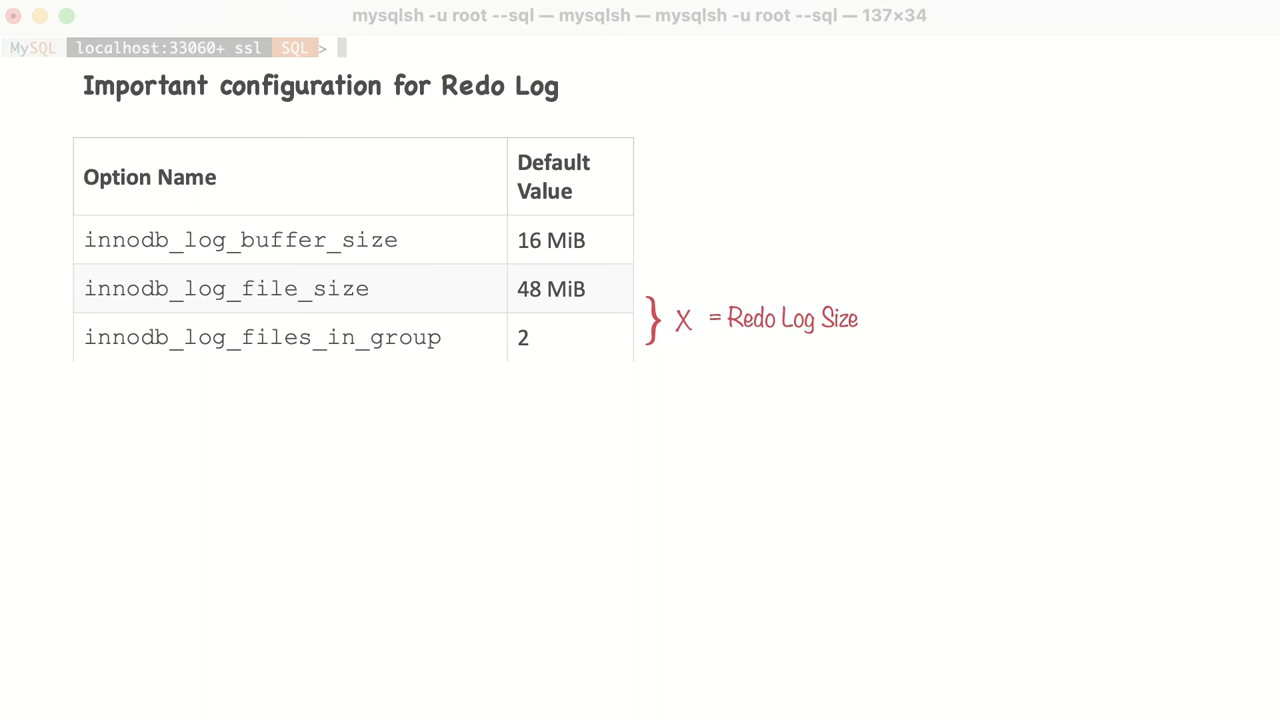 mysqlsh -u root --sql — mysqlsh — mysqlsh -u root --sql — 137×34
MySQL localhost:33060+ ssl SQL >
Important configuration for Redo Log
Option Name
Default
Value
innodb_log_buffer_size
16 MiB
innodb_log_file_size
48 MiB
innodb_log_files_in_group
2
} X = Redo Log Size